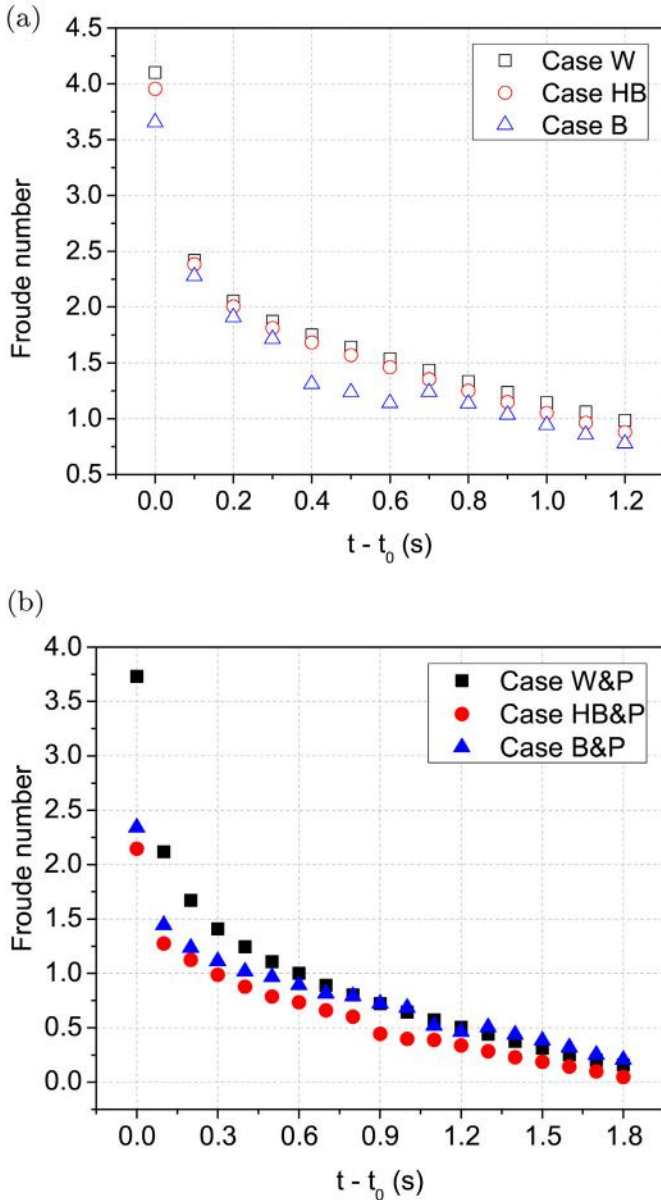 (a)
4.5
4.0
3.5
3.0
2.5
2.0
1.5
1.0
0.5
Froude number
Case W
Case HB
Case B
0.0 0.2 0.4 0.6 0.8 1.0 1.2
t - t0 (s)
(b)
4.0
3.5
3.0
2.5
2.0
1.5
1.0
0.5
0.0
Froude number
Case W&P
Case HB&P
Case B&P
0.0 0.3 0.6 0.9 1.2 1.5 1.8
t - t0 (s)